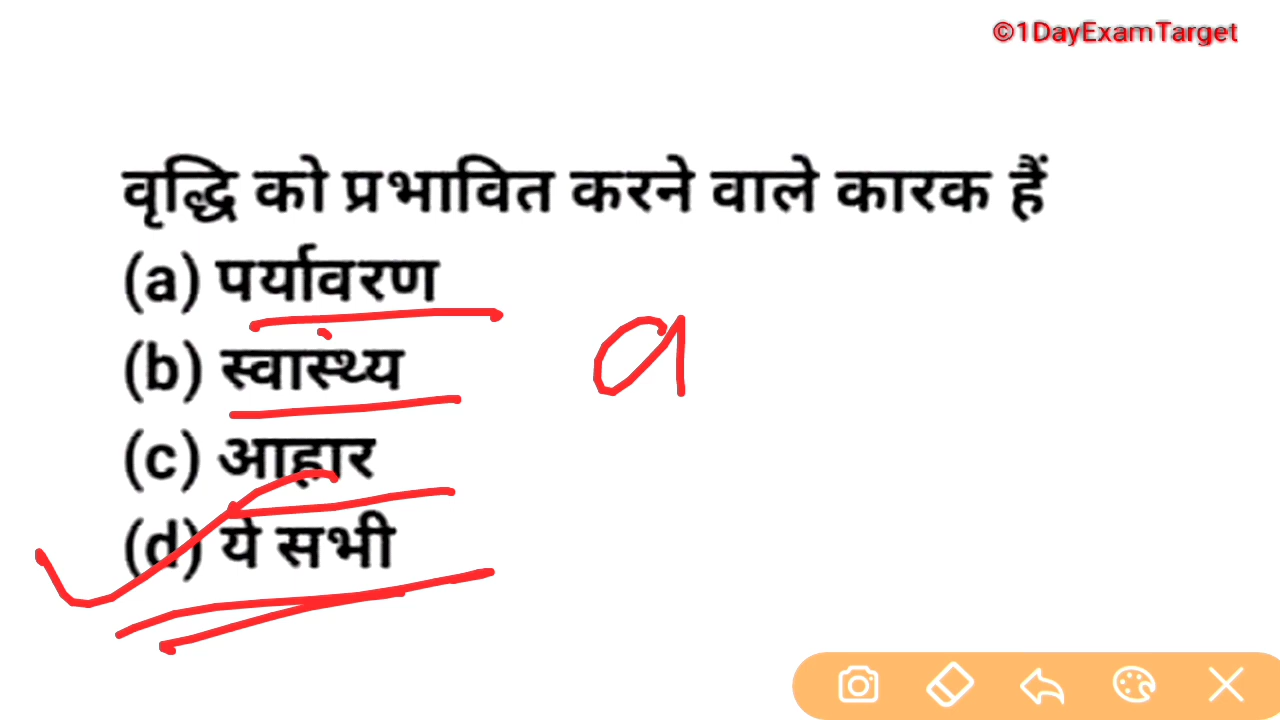 ©1DayExamTarget
वृद्धि को प्रभावित करने वाले कारक हैं
(a) पर्यावरण
(b) स्वास्थ्य
a
(c) आहार
(d) ये सभी